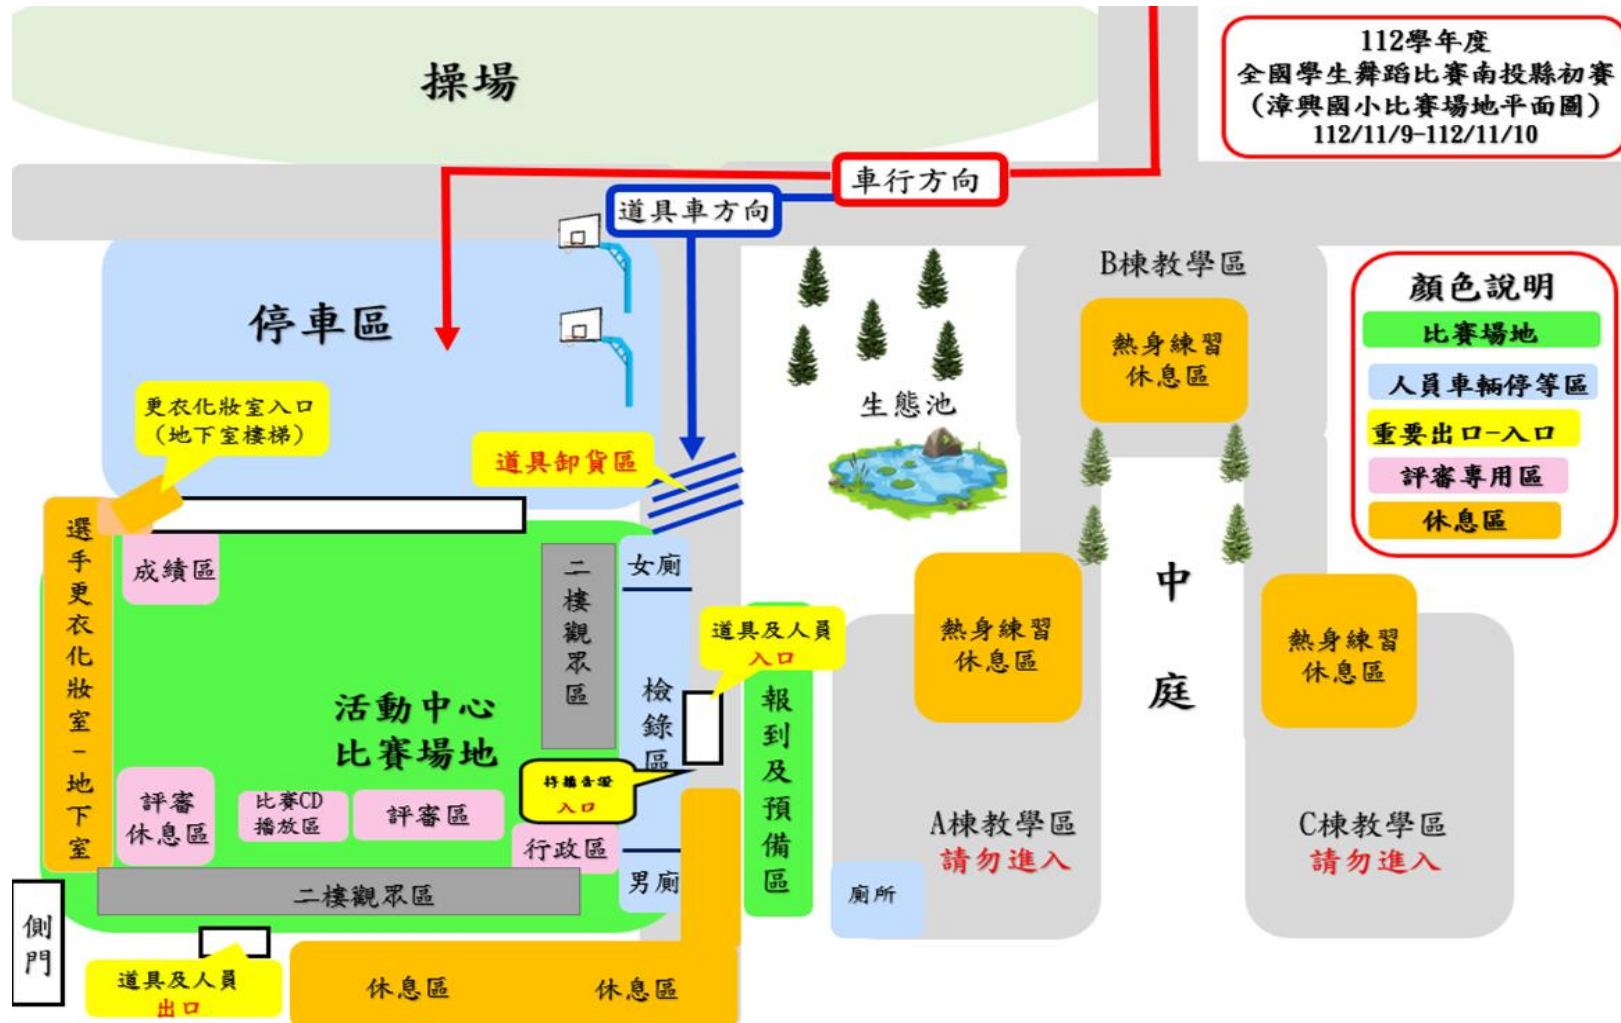 112學年度
全國學生舞蹈比賽南投縣初賽
(漳興國小比賽場地平面圖)
112/11/9-112/11/10
操場
車行方向
道具車方向
B棟教學區
顏色說明
比賽場地
人員車輛停等區
重要出口-入口
評審專用區
休息區
停車區
熱身練習
休息區
更衣化妝室入口
(地下室樓梯)
生態池
道具卸貨區
選手更衣化妝室-地下室
成績區
二樓觀眾區
女廁
中庭
道具及人員
入口
熱身練習
休息區
熱身練習
休息區
活動中心
比賽場地
檢錄區
報到及預備區
入口
評審
休息區
比賽CD
播放區
評審區
行政區
A棟教學區
請勿進入
C棟教學區
請勿進入
二樓觀眾區
男廁
廁所
側門
道具及人員
出口
休息區
休息區